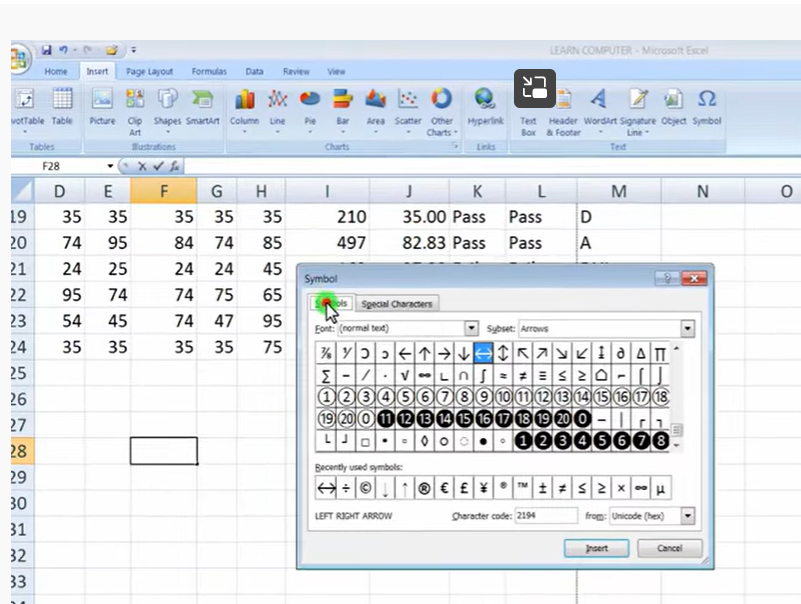 LEARN COMPUTER - Microsoft Excel
Home Insert Page Layout Formulas Data Review View
Table Picture Clip Art Shapes SmartArt Column Line Pie Bar Area Scatter Other Charts Hyperlink Text Box Header & Footer WordArt Signature Line Object Symbol
Tables Illustrations Charts Links Text
F28 fx
D E F G H I J K L M N O
19 35 35 35 35 35 210 35.00 Pass Pass D
20 74 95 84 74 85 497 82.83 Pass Pass A
21 24 25 24 24 45
22 95 74 74 75 65
23 54 45 74 47 95
24 35 35 35 35 75
25
26
27
28
29
30
31
32
33
Symbol
Special Characters
Font: (normal text) Subset: Arrows
⅞ ⅟ Ↄ ↄ ← ↑ → ↓ ↔ ↕ ↖ ↗ ↘ ↙ ↨ ∂ ∆ ∏
∑ − ∕ ∙ √ ∞ ∟ ∩ ∫ ≈ ≠ ≡ ≤ ≥ ⌂ ⌐ ⌠ ⌡
① ② ③ ④ ⑤ ⑥ ⑦ ⑧ ⑨ ⑩ ⑪ ⑫ ⑬ ⑭ ⑮ ⑯ ⑰ ⑱
⑲ ⑳ ⓪ ⓫ ⓬ ⓭ ⓮ ⓯ ⓰ ⓱ ⓲ ⓳ ⓴ ⓿ ─ │ ┌ ┐
└ ┘ □ ▪ ▫ ◊ ○ ◌ ● ◦ ❶ ❷ ❸ ❹ ❺ ❻ ❼ ❽
Recently used symbols:
↔ ÷ © ↓ ↑ ® € £ ¥ ® ™ ± ≠ ≤ ≥ × ∞ µ
LEFT RIGHT ARROW Character code: 2194 from: Unicode (hex)
Insert Cancel